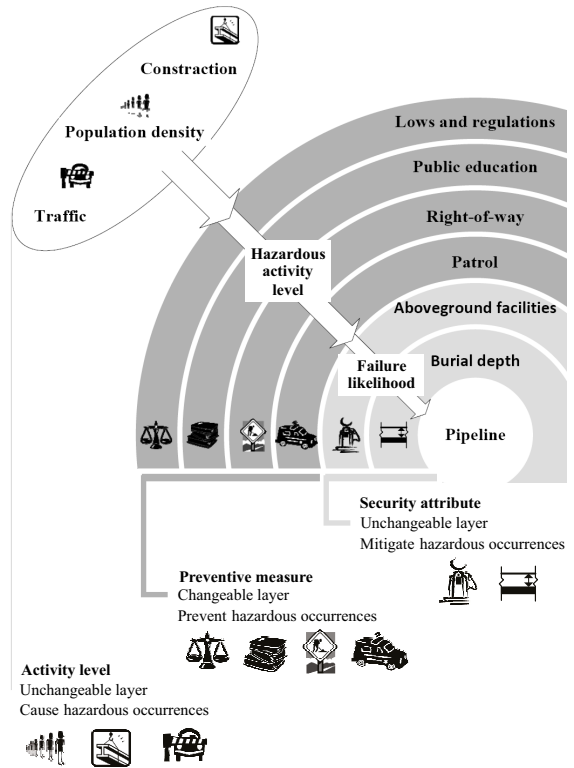 Constraction
Population density
Traffic
Lows and regulations
Public education
Right-of-way
Patrol
Aboveground facilities
Burial depth
Pipeline
Hazardous
activity
level
Failure
likelihood
Security attribute
Unchangeable layer
Mitigate hazardous occurrences
Preventive measure
Changeable layer
Prevent hazardous occurrences
Activity level
Unchangeable layer
Cause hazardous occurrences